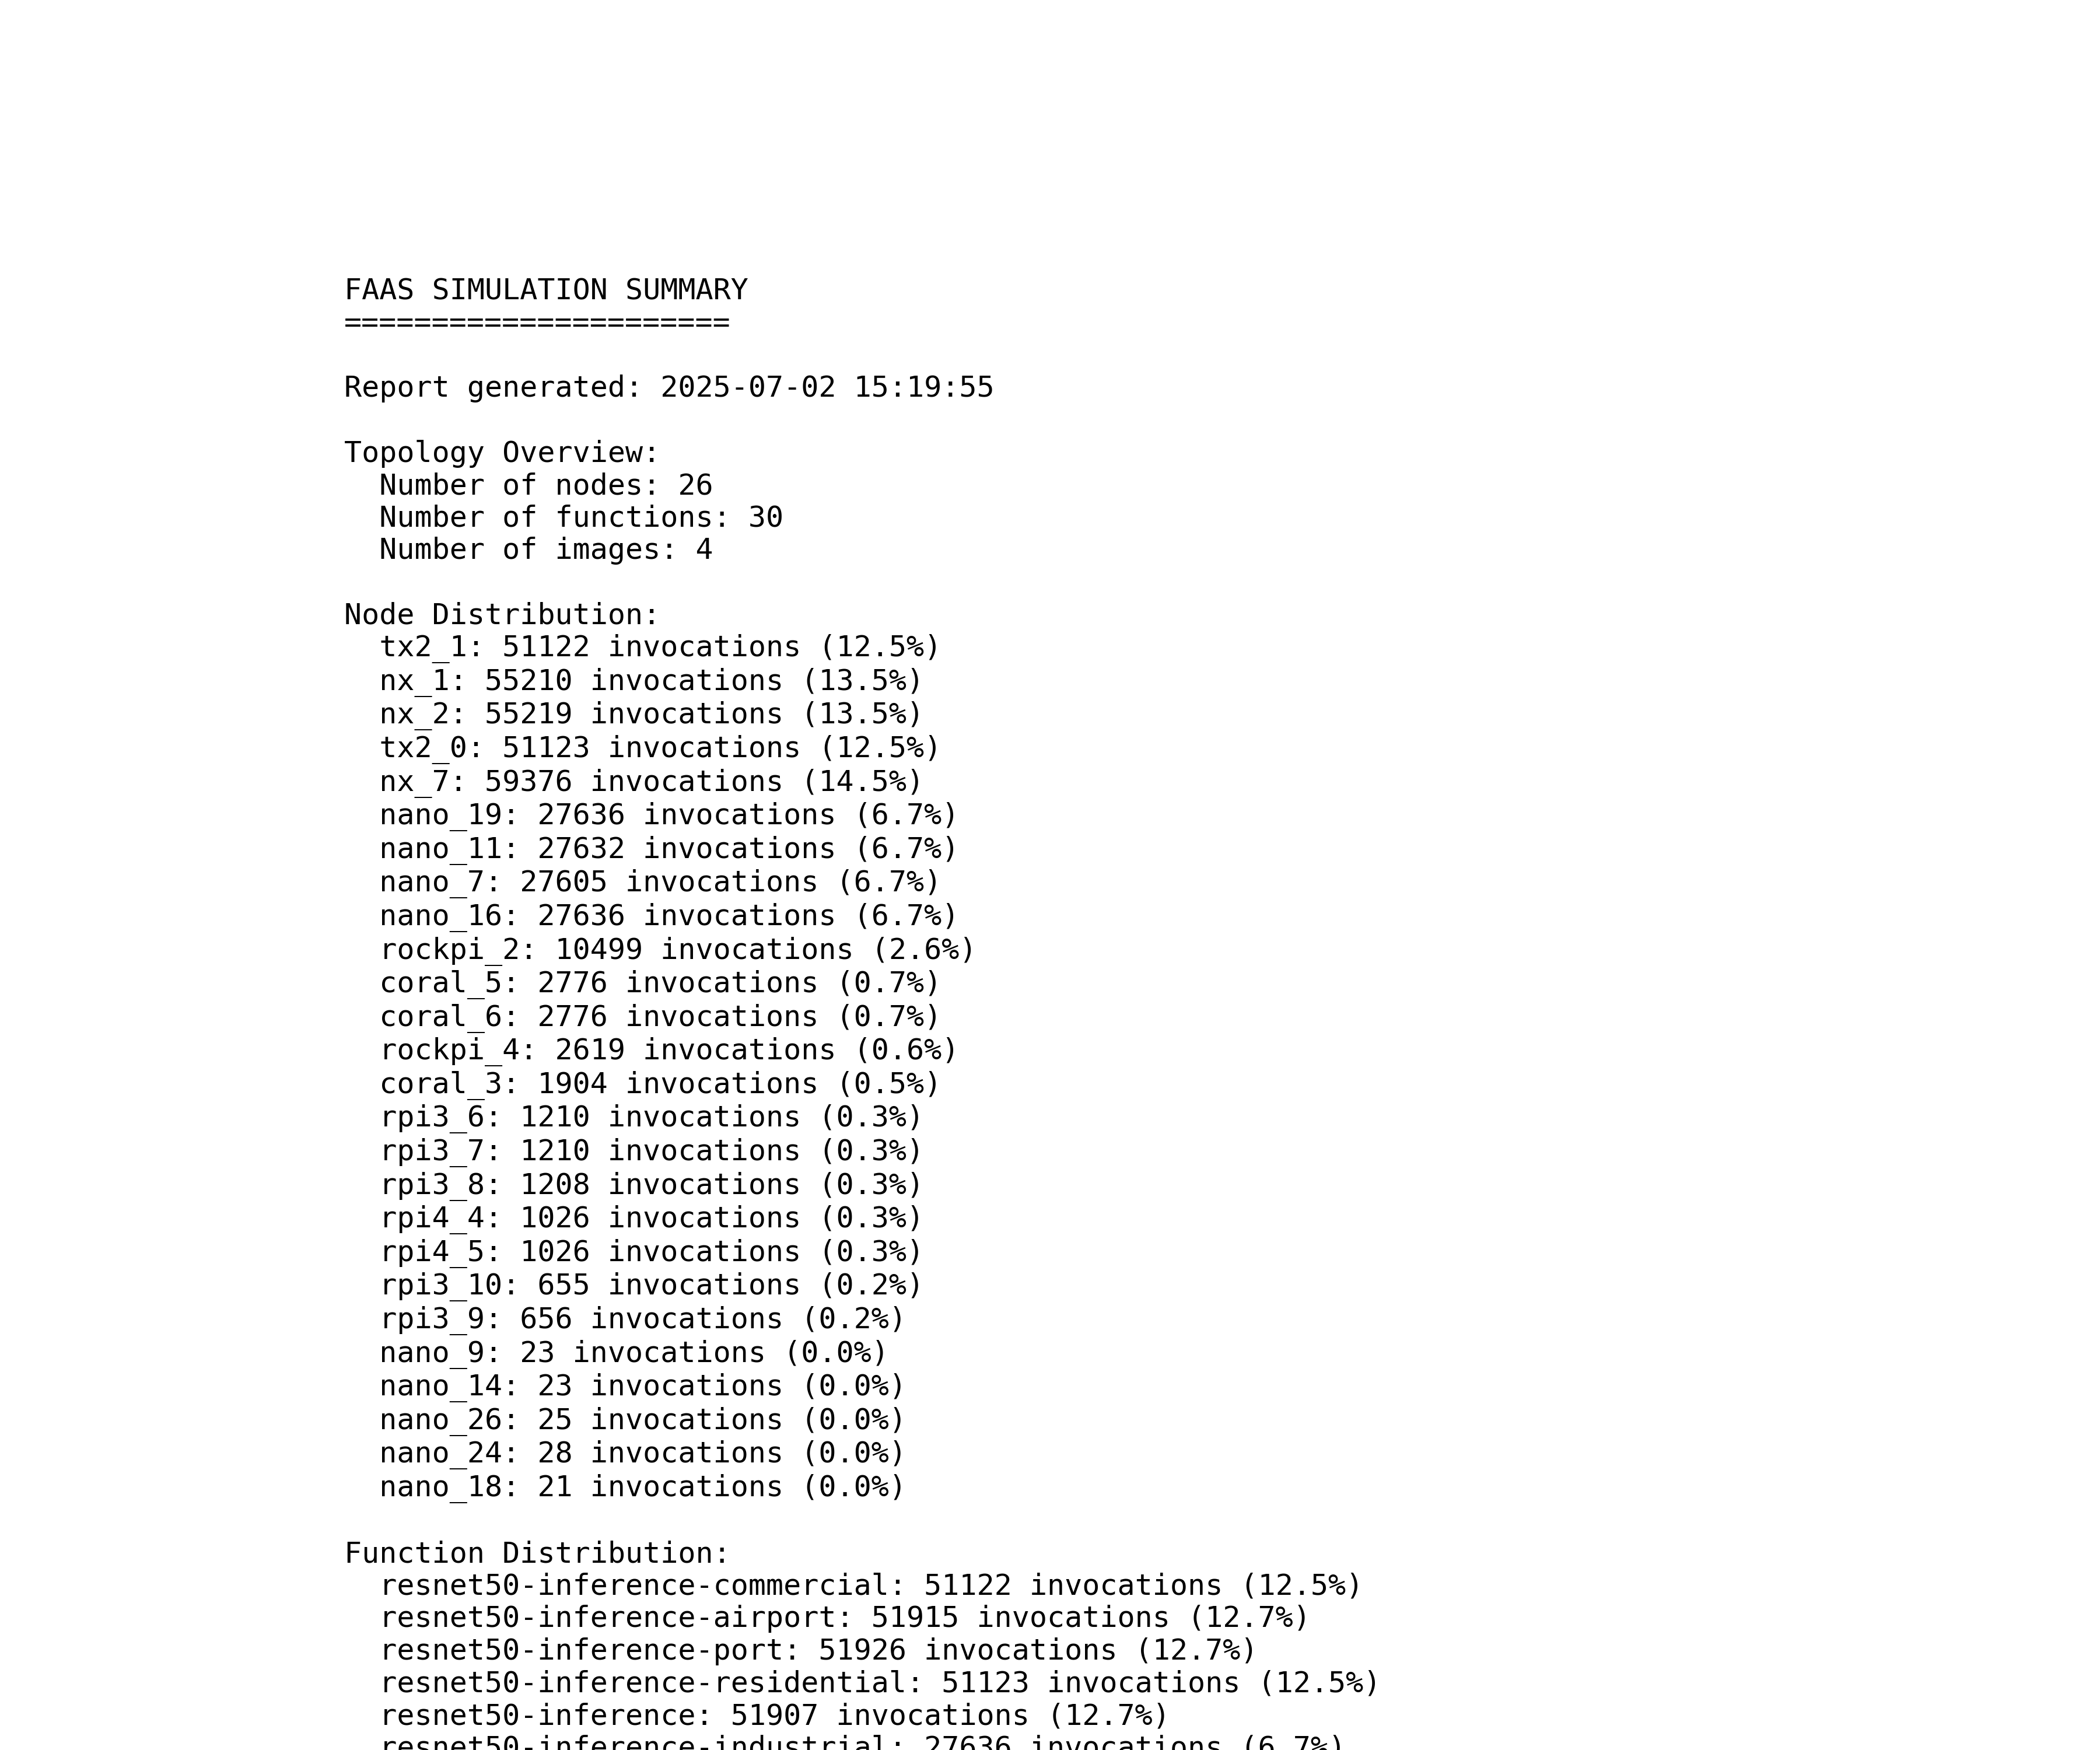 FAAS SIMULATION SUMMARY
======================
Report generated: 2025-07-02 15:19:55
Topology Overview:
  Number of nodes: 26
  Number of functions: 30
  Number of images: 4
Node Distribution:
  tx2_1: 51122 invocations (12.5%)
  nx_1: 55210 invocations (13.5%)
  nx_2: 55219 invocations (13.5%)
  tx2_0: 51123 invocations (12.5%)
  nx_7: 59376 invocations (14.5%)
  nano_19: 27636 invocations (6.7%)
  nano_11: 27632 invocations (6.7%)
  nano_7: 27605 invocations (6.7%)
  nano_16: 27636 invocations (6.7%)
  rockpi_2: 10499 invocations (2.6%)
  coral_5: 2776 invocations (0.7%)
  coral_6: 2776 invocations (0.7%)
  rockpi_4: 2619 invocations (0.6%)
  coral_3: 1904 invocations (0.5%)
  rpi3_6: 1210 invocations (0.3%)
  rpi3_7: 1210 invocations (0.3%)
  rpi3_8: 1208 invocations (0.3%)
  rpi4_4: 1026 invocations (0.3%)
  rpi4_5: 1026 invocations (0.3%)
  rpi3_10: 655 invocations (0.2%)
  rpi3_9: 656 invocations (0.2%)
  nano_9: 23 invocations (0.0%)
  nano_14: 23 invocations (0.0%)
  nano_26: 25 invocations (0.0%)
  nano_24: 28 invocations (0.0%)
  nano_18: 21 invocations (0.0%)
Function Distribution:
  resnet50-inference-commercial: 51122 invocations (12.5%)
  resnet50-inference-airport: 51915 invocations (12.7%)
  resnet50-inference-port: 51926 invocations (12.7%)
  resnet50-inference-residential: 51123 invocations (12.5%)
  resnet50-inference: 51907 invocations (12.7%)
  resnet50-inference-industrial: 27636 invocations (6.7%)